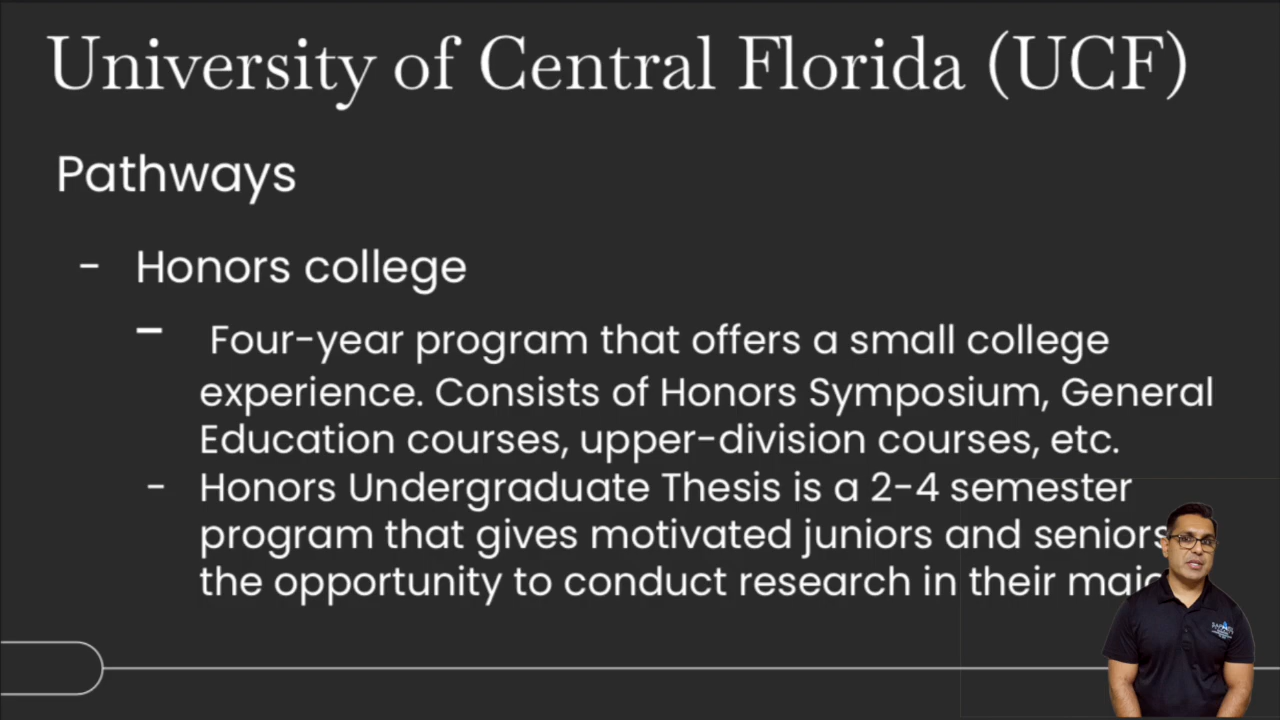 University of Central Florida (UCF)
Pathways
- Honors college
- Four-year program that offers a small college
experience. Consists of Honors Symposium, General
Education courses, upper-division courses, etc.
- Honors Undergraduate Thesis is a 2-4 semester
program that gives motivated juniors and seniors
the opportunity to conduct research in their